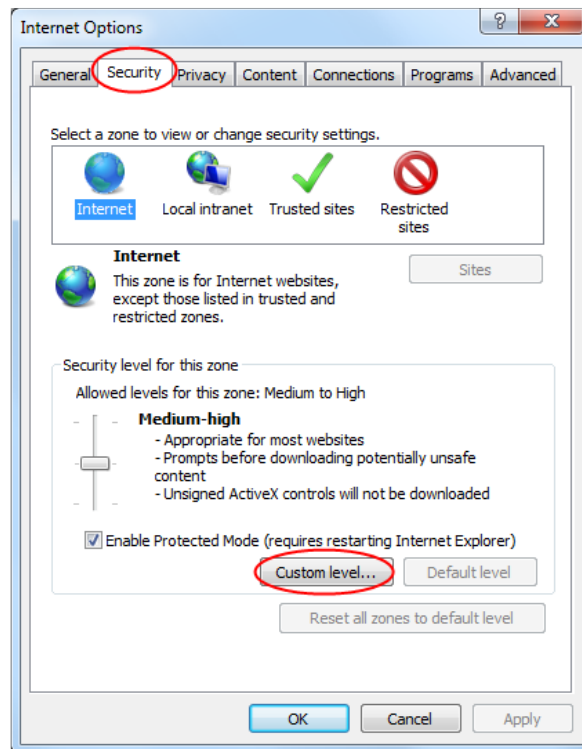 Internet Options
General Security Privacy Content Connections Programs Advanced
Select a zone to view or change security settings.
Internet Local intranet Trusted sites Restricted
sites
Internet
This zone is for Internet websites,
except those listed in trusted and
restricted zones.
Sites
Security level for this zone
Allowed levels for this zone: Medium to High
Medium-high
- Appropriate for most websites
- Prompts before downloading potentially unsafe
content
- Unsigned ActiveX controls will not be downloaded
Enable Protected Mode (requires restarting Internet Explorer)
Custom level... Default level
Reset all zones to default level
OK Cancel Apply